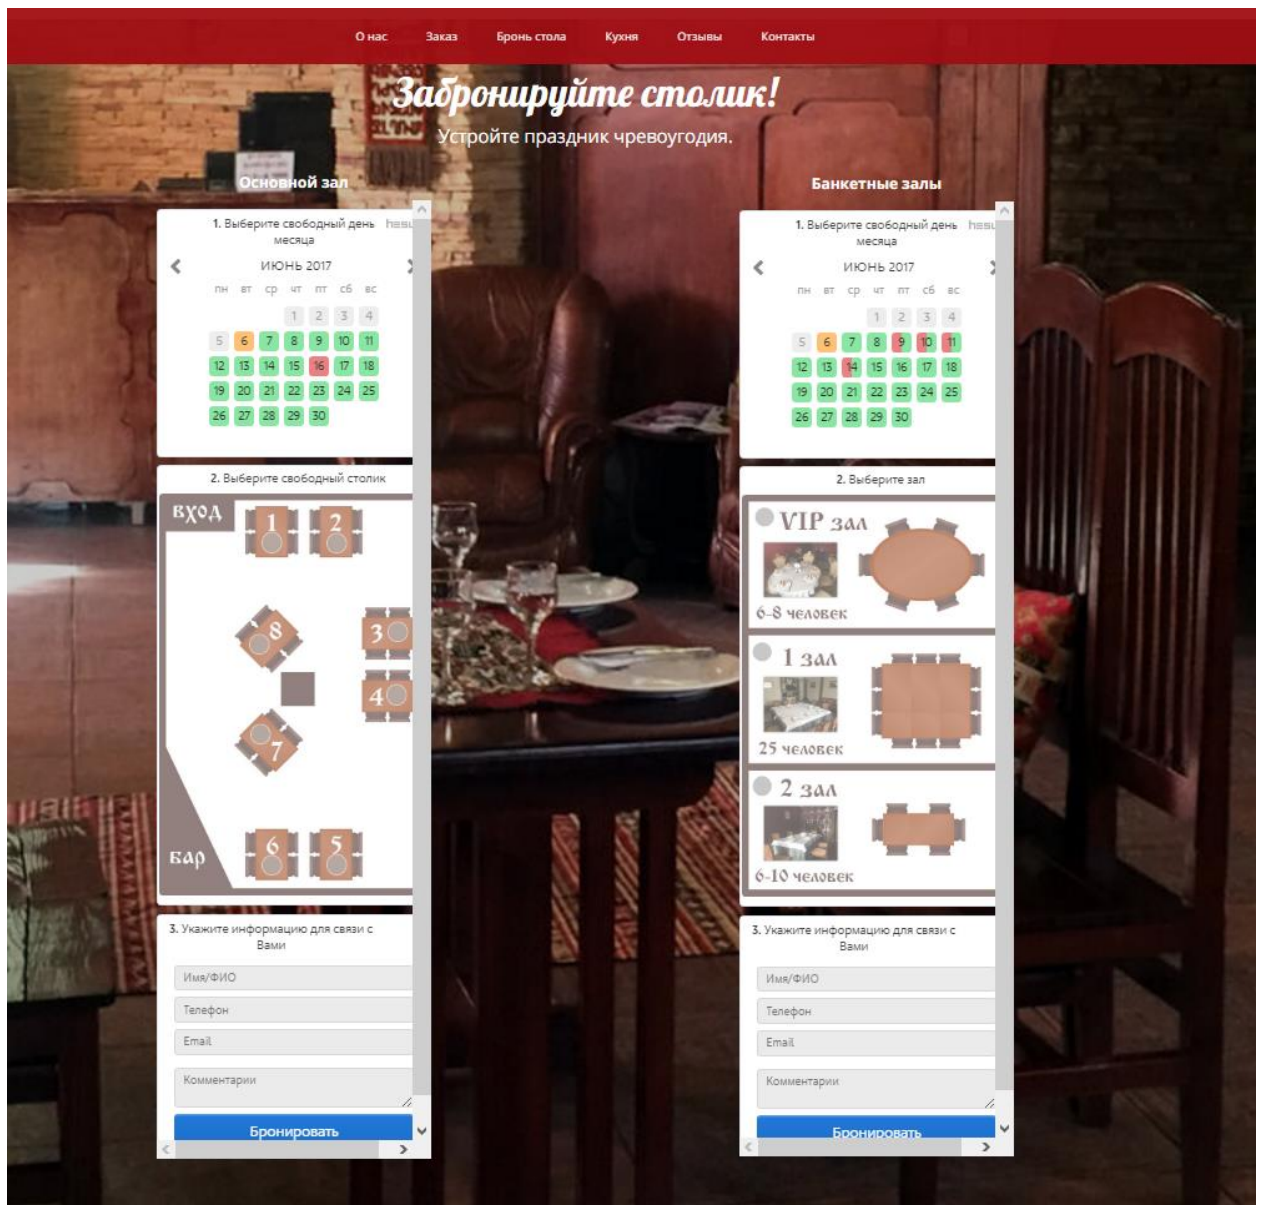 О нас Заказ Бронь стола Кухня Отзывы Контакты
Забронируйте столик!
Устройте праздник чревоугодия.
Основной зал
1. Выберите свободный день
месяца
ИЮНЬ 2017
пн вт ср чт пт сб вс
1 2 3 4
5 6 7 8 9 10 11
12 13 14 15 16 17 18
19 20 21 22 23 24 25
26 27 28 29 30
2. Выберите свободный столик
вход
1 2
8 3
4
7
6 5
бар
3. Укажите информацию для связи с
Вами
Имя/ФИО
Телефон
Email
Комментарии
Бронировать
Банкетные залы
1. Выберите свободный день
месяца
ИЮНЬ 2017
пн вт ср чт пт сб вс
1 2 3 4
5 6 7 8 9 10 11
12 13 14 15 16 17 18
19 20 21 22 23 24 25
26 27 28 29 30
2. Выберите зал
VIP зал
6-8 человек
1 зал
25 человек
2 зал
6-10 человек
3. Укажите информацию для связи с
Вами
Имя/ФИО
Телефон
Email
Комментарии
Бронировать